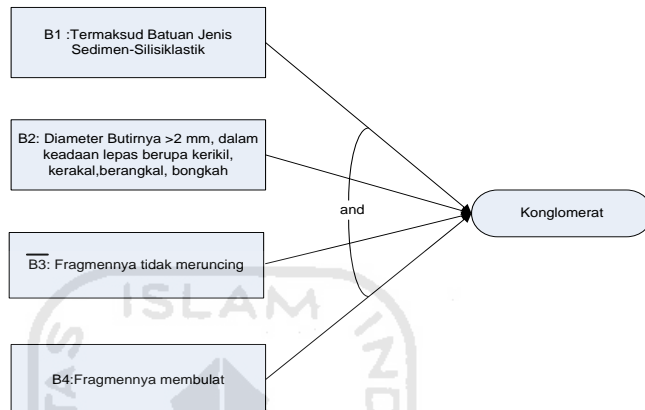 B1 :Termaksud Batuan Jenis
Sedimen-Silisiklastik
B2: Diameter Butirnya >2 mm, dalam
keadaan lepas berupa kerikil,
kerakal,berangkal, bongkah
and
Konglomerat
B3: Fragmennya tidak meruncing
ISLAM
B4:Fragmennya membulat